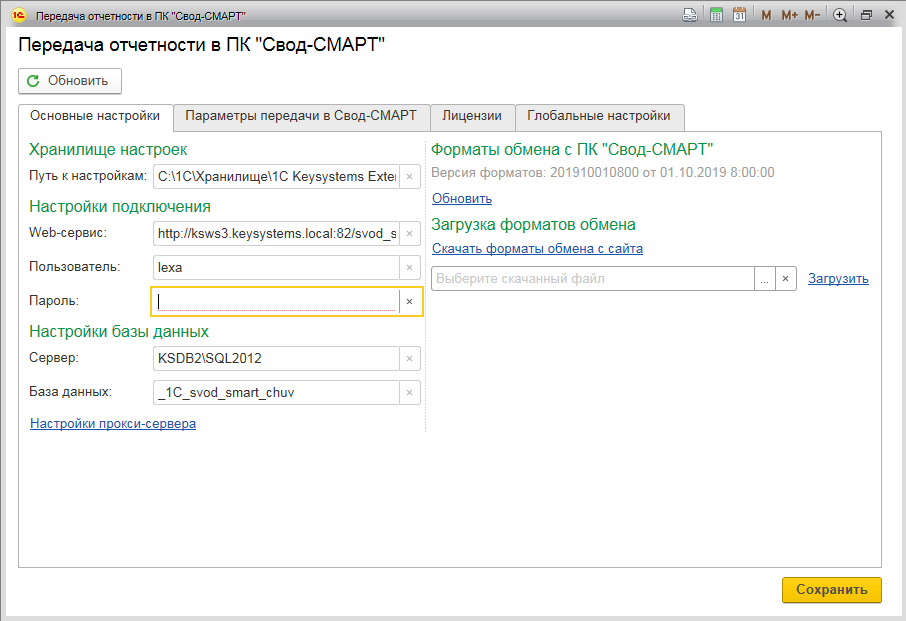 Передача отчетности в ПК "Свод-СМАРТ"
31 M M+ M-
Передача отчетности в ПК "Свод-СМАРТ"
Обновить
Основные настройки Параметры передачи в Свод-СМАРТ Лицензии Глобальные настройки
Хранилище настроек
Путь к настройкам: C:\1С\Хранилище\1С Keysystems Exter
Настройки подключения
Web-сервис: http://ksws3.keysystems.local:82/svod_s
Пользователь: lexa
Пароль:
Настройки базы данных
Сервер: KSDB2\SQL2012
База данных: _1C_svod_smart_chuv
Настройки прокси-сервера
Форматы обмена с ПК "Свод-СМАРТ"
Версия форматов: 201910010800 от 01.10.2019 8:00:00
Обновить
Загрузка форматов обмена
Скачать форматы обмена с сайта
Выберите скачанный файл ... × Загрузить
Сохранить